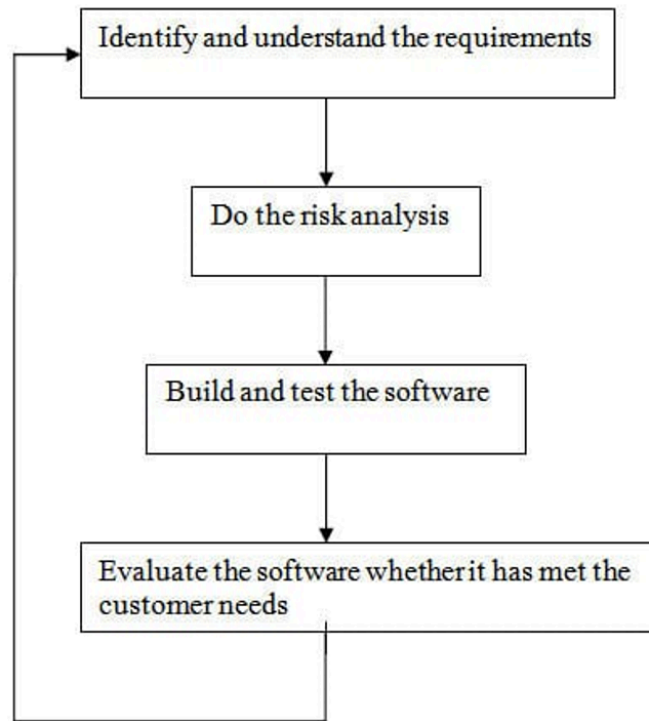 Identify and understand the requirements
Do the risk analysis
Build and test the software
Evaluate the software whether it has met the
customer needs